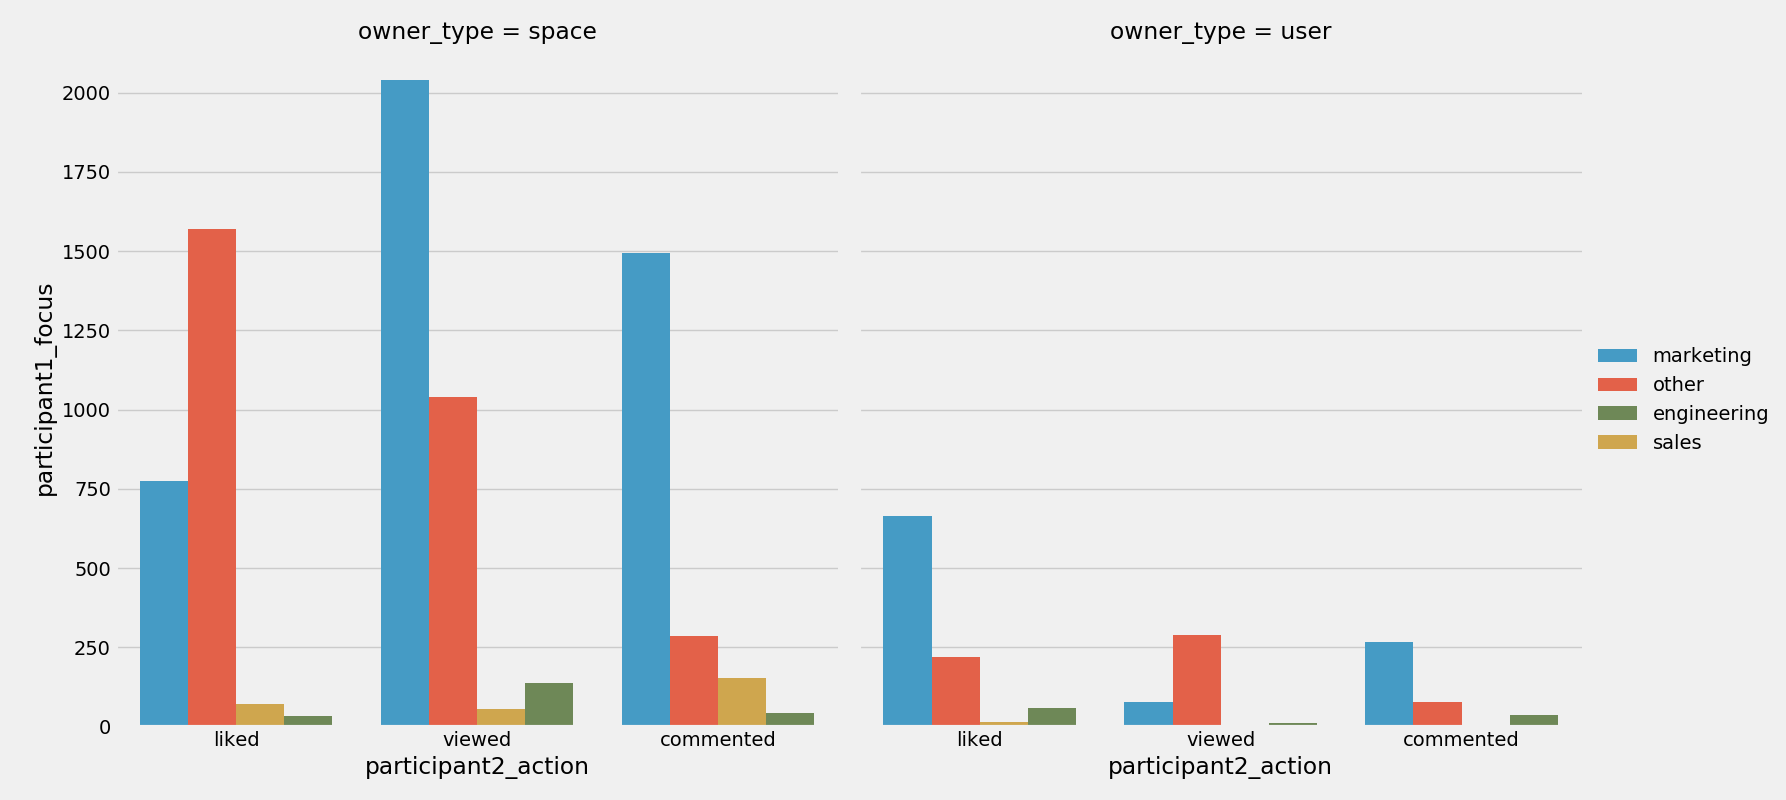 owner_type = space
owner_type = user
participant1_focus
2000
1750
1500
1250
1000
750
500
250
0
liked
viewed
commented
participant2_action
liked
viewed
commented
participant2_action
marketing
other
engineering
sales